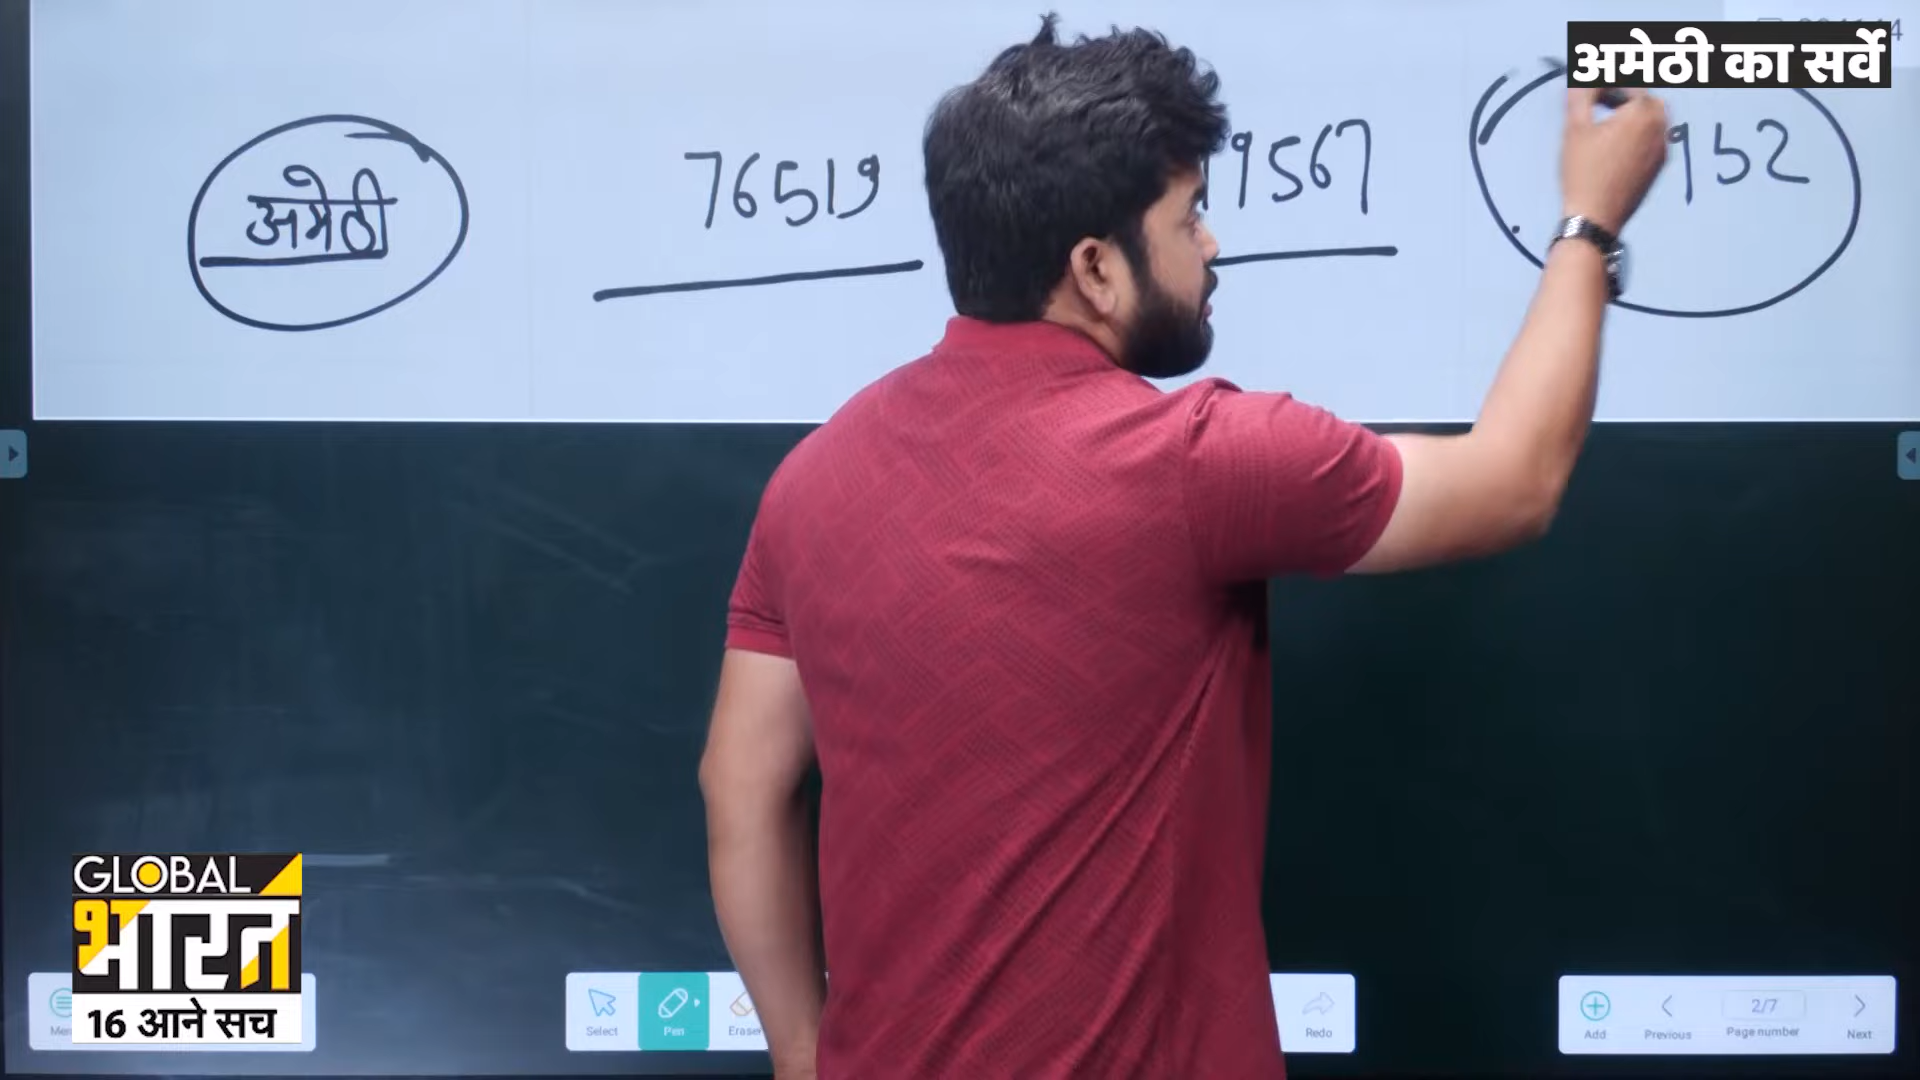 अमेठी का सर्वे
अमेठी 76519 9567 952
GLOBAL
भारत
16 आने सच
Select Pen Eraser Redo
Add Previous 2/7 Page number Next